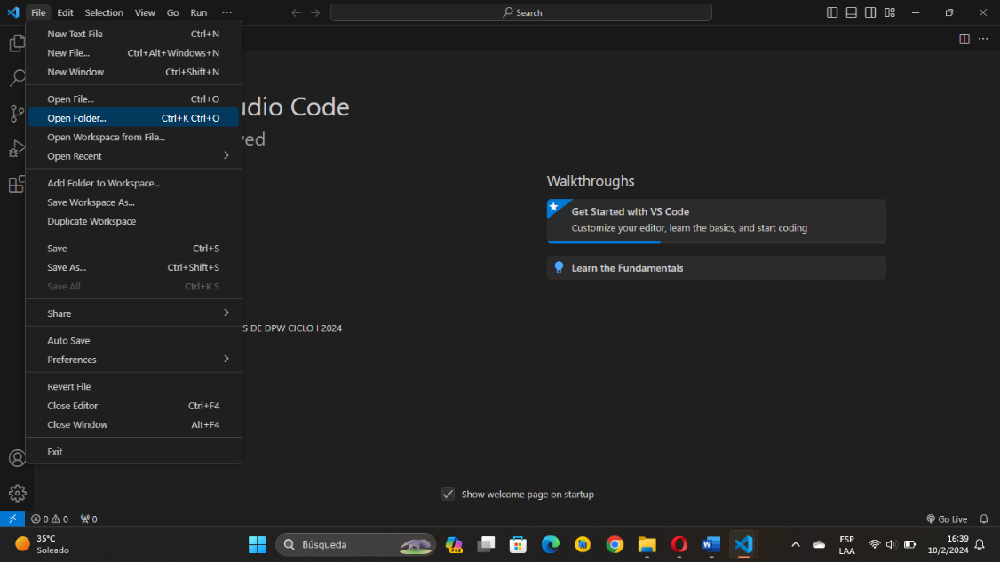 File Edit Selection View Go Run ···
Search
New Text File Ctrl+N
New File... Ctrl+Alt+Windows+N
New Window Ctrl+Shift+N
Open File... Ctrl+O
Open Folder... Ctrl+K Ctrl+O
Open Workspace from File...
Open Recent
Add Folder to Workspace...
Save Workspace As...
Duplicate Workspace
Save Ctrl+S
Save As... Ctrl+Shift+S
Save All Ctrl+K S
Share
Auto Save
Preferences
Revert File
Close Editor Ctrl+F4
Close Window Alt+F4
Exit
udio Code
ved
S DE DPW CICLO I 2024
Walkthroughs
Get Started with VS Code
Customize your editor, learn the basics, and start coding
Learn the Fundamentals
Show welcome page on startup
0 0 0
Go Live
35°C
Soleado
Búsqueda
PRE
ESP
LAA
16:39
10/2/2024